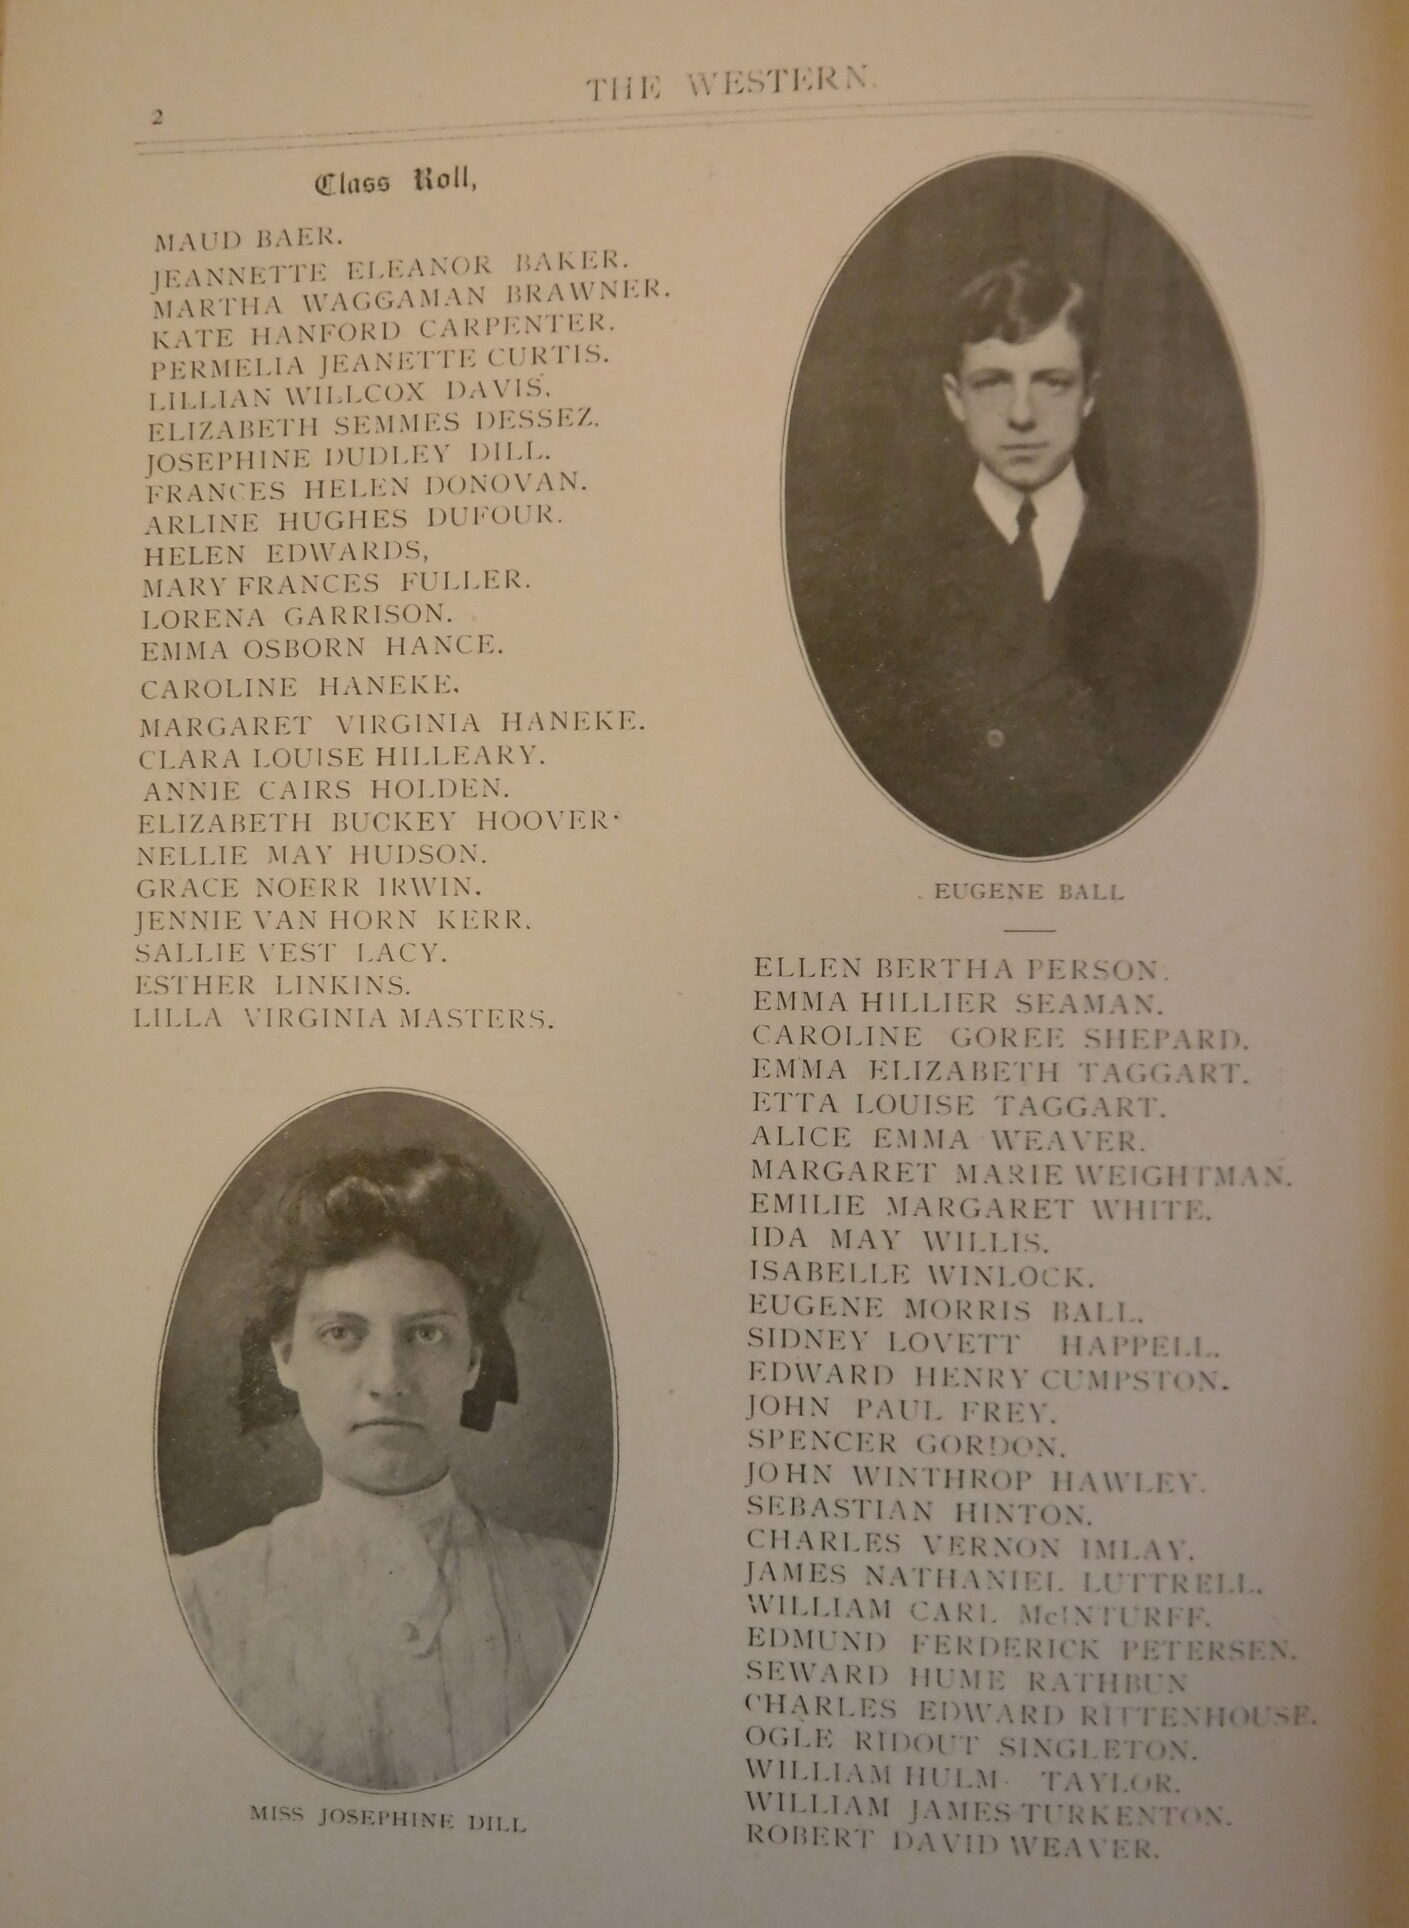 2
THE WESTERN.
Class Roll,
MAUD BAER.
JEANNETTE ELEANOR BAKER.
MARTHA WAGGAMAN BRAWNER.
KATE HANFORD CARPENTER.
PERMELIA JEANETTE CURTIS.
LILLIAN WILLCOX DAVIS.
ELIZABETH SEMMES DESSEZ.
JOSEPHINE DUDLEY DILL.
FRANCES HELEN DONOVAN.
ARLINE HUGHES DUFOUR.
HELEN EDWARDS,
MARY FRANCES FULLER.
LORENA GARRISON.
EMMA OSBORN HANCE.
CAROLINE HANEKE.
MARGARET VIRGINIA HANEKE.
CLARA LOUISE HILLEARY.
ANNIE CAIRS HOLDEN.
ELIZABETH BUCKEY HOOVER·
NELLIE MAY HUDSON.
GRACE NOERR IRWIN.
JENNIE VAN HORN KERR.
SALLIE VEST LACY.
ESTHER LINKINS.
LILLA VIRGINIA MASTERS.
MISS JOSEPHINE DILL
EUGENE BALL
ELLEN BERTHA PERSON.
EMMA HILLIER SEAMAN.
CAROLINE GOREE SHEPARD.
EMMA ELIZABETH TAGGART.
ETTA LOUISE TAGGART.
ALICE EMMA WEAVER.
MARGARET MARIE WEIGHTMAN.
EMILIE MARGARET WHITE.
IDA MAY WILLIS.
ISABELLE WINLOCK.
EUGENE MORRIS BALL.
SIDNEY LOVETT HAPPELL.
EDWARD HENRY CUMPSTON.
JOHN PAUL FREY.
SPENCER GORDON.
JOHN WINTHROP HAWLEY.
SEBASTIAN HINTON.
CHARLES VERNON IMLAY.
JAMES NATHANIEL LUTTRELL.
WILLIAM CARL McINTURFF.
EDMUND FERDERICK PETERSEN.
SEWARD HUME RATHBUN
CHARLES EDWARD RITTENHOUSE.
OGLE RIDOUT SINGLETON.
WILLIAM HULM TAYLOR.
WILLIAM JAMES TURKENTON.
ROBERT DAVID WEAVER.